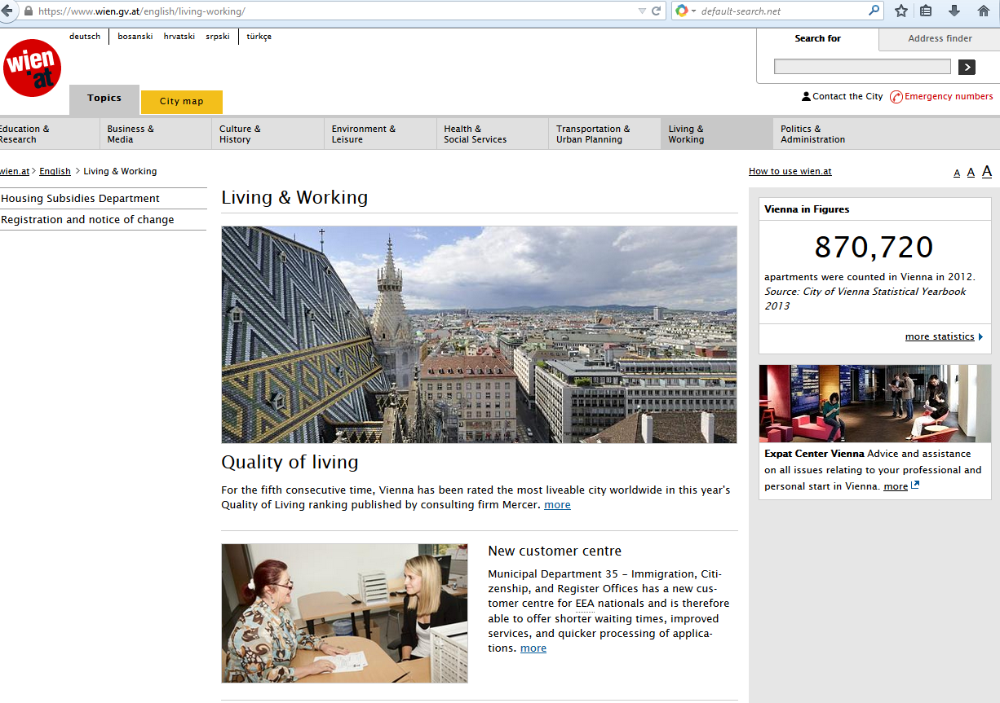 https://www.wien.gv.at/english/living-working/
default-search.net
deutsch
bosanski hrvatski srpski
türkçe
Search for
Address finder
wien
.at
Topics
City map
Contact the City
Emergency numbers
Education &
Research
Business &
Media
Culture &
History
Environment &
Leisure
Health &
Social Services
Transportation &
Urban Planning
Living &
Working
Politics &
Administration
wien.at > English > Living & Working
How to use wien.at
A A A
Housing Subsidies Department
Registration and notice of change
Living & Working
Quality of living
For the fifth consecutive time, Vienna has been rated the most liveable city worldwide in this year's
Quality of Living ranking published by consulting firm Mercer. more
New customer centre
Municipal Department 35 – Immigration, Citi-
zenship, and Register Offices has a new cus-
tomer centre for EEA nationals and is therefore
able to offer shorter waiting times, improved
services, and quicker processing of applica-
tions. more
Vienna in Figures
870,720
apartments were counted in Vienna in 2012.
Source: City of Vienna Statistical Yearbook
2013
more statistics
Expat Center Vienna Advice and assistance
on all issues relating to your professional and
personal start in Vienna. more